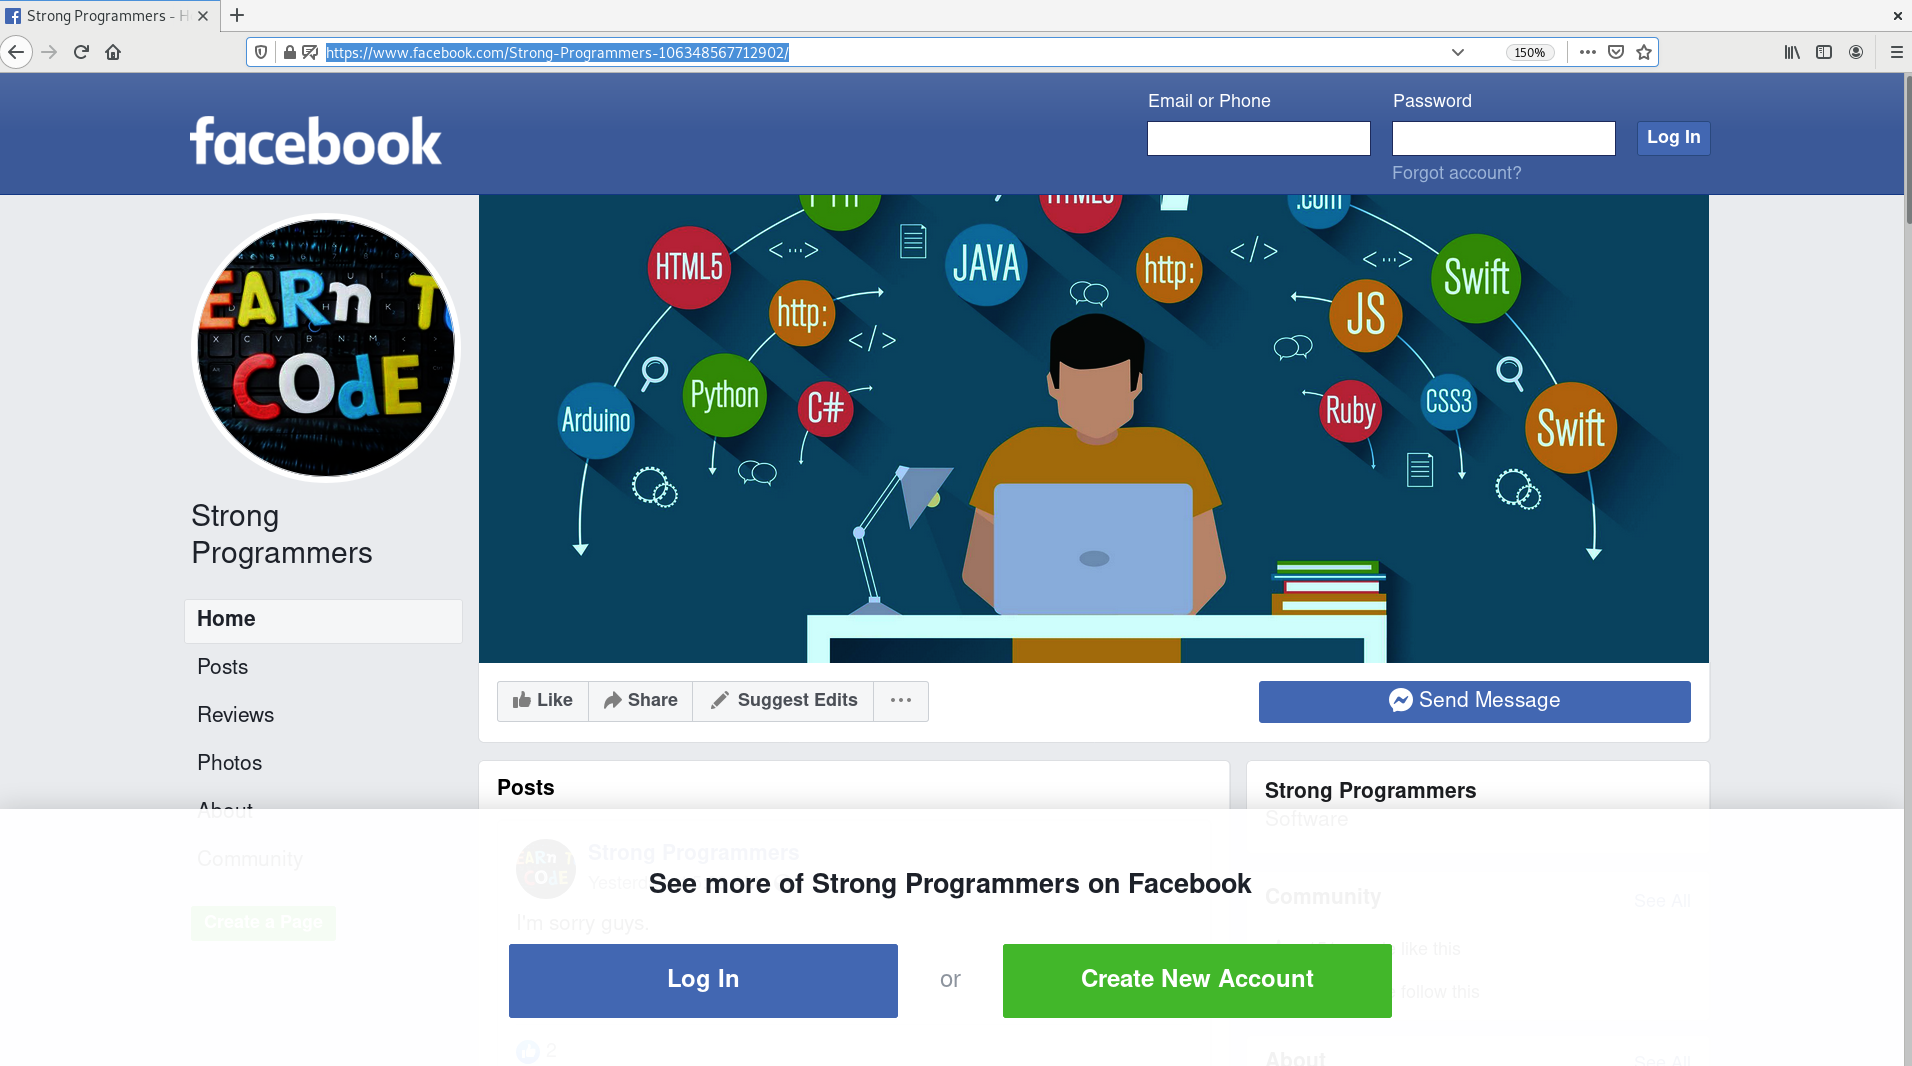 Strong Programmers - H
https://www.facebook.com/Strong-Programmers-106348567712902/
150%
facebook
Email or Phone
Password
Log In
Forgot account?
EARn T
CodE
X C V B N M < >
HTML5
http:
Arduino
Python
C#
JAVA
HTML5
http:
.com
JS
Swift
Ruby
CSS3
Swift
< ··· >
</>
</>
< ··· >
Strong
Programmers
Home
Posts
Reviews
Photos
About
Community
Create a Page
Like
Share
Suggest Edits
Send Message
Posts
Strong Programmers
I'm sorry guys.
2
Strong Programmers
Software
Community
See All
like this
follow this
About
See All
See more of Strong Programmers on Facebook
Log In
or
Create New Account